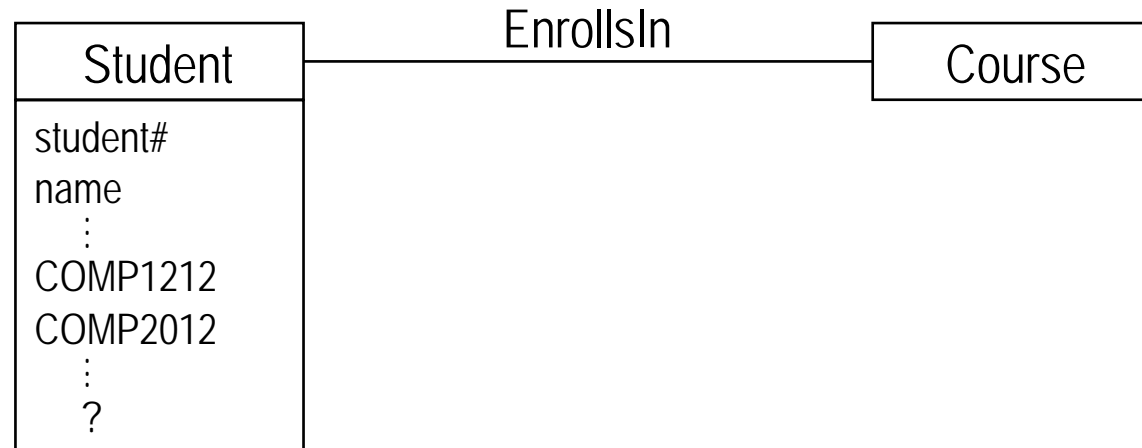 EnrollsIn
Student
Course
student#
name
⋮
COMP1212
COMP2012
⋮
?